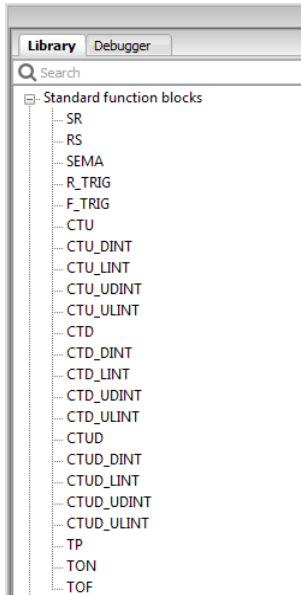 Library Debugger
Search
Standard function blocks
SR
RS
SEMA
R_TRIG
F_TRIG
CTU
CTU_DINT
CTU_LINT
CTU_UDINT
CTU_ULINT
CTD
CTD_DINT
CTD_LINT
CTD_UDINT
CTD_ULINT
CTUD
CTUD_DINT
CTUD_LINT
CTUD_UDINT
CTUD_ULINT
TP
TON
TOF